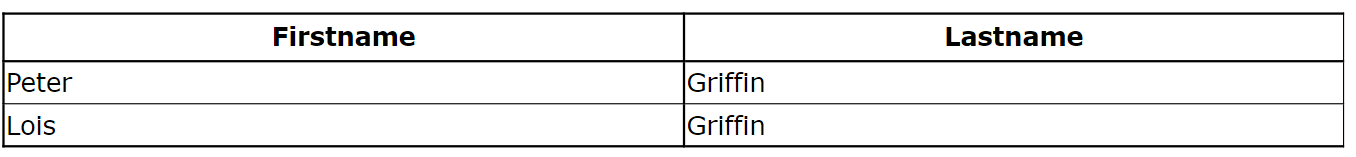 Firstname Lastname
Peter Griffin
Lois Griffin